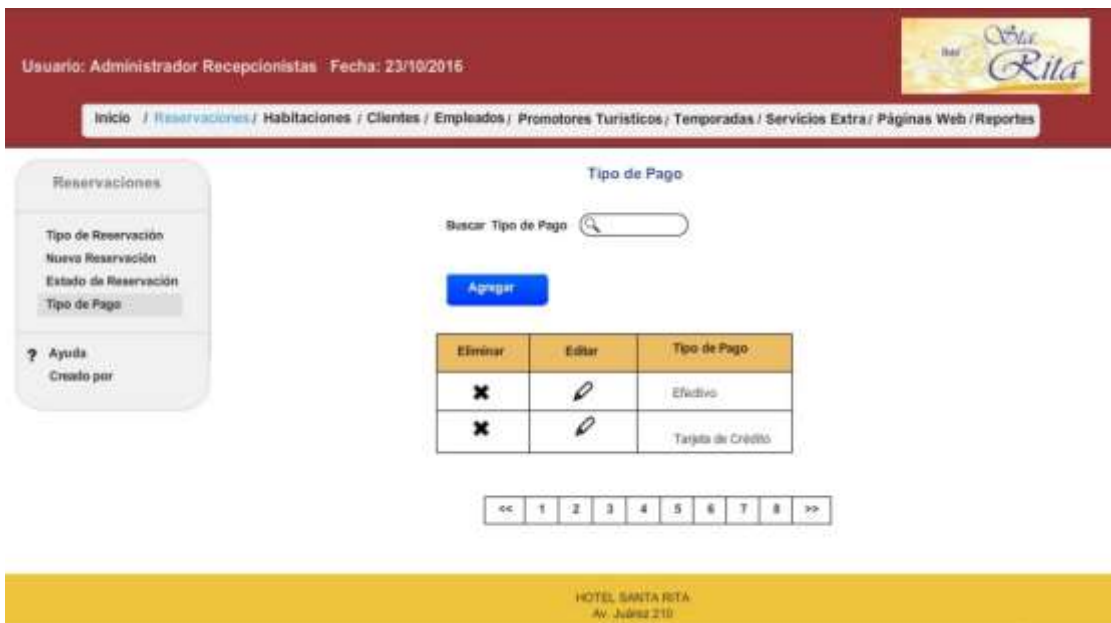 Hotel
Sta.
Rita
Usuario: Administrador Recepcionistas Fecha: 23/10/2016
Inicio / Reservaciones / Habitaciones / Clientes / Empleados / Promotores Turísticos / Temporadas / Servicios Extra / Páginas Web / Reportes
Reservaciones
Tipo de Reservación
Nueva Reservación
Estado de Reservación
Tipo de Pago
? Ayuda
Creado por
Tipo de Pago
Buscar Tipo de Pago
Agregar
Eliminar Editar Tipo de Pago
Efectivo
Tarjeta de Crédito
<< 1 2 3 4 5 6 7 8 >>
HOTEL SANTA RITA
Av. Juárez 210